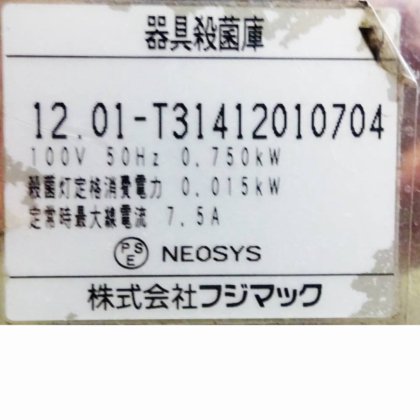 器具殺菌庫
12.01-T31412010704
100V 50Hz 0.750kW
殺菌灯定格消費電力 0.015kW
定常時最大線電流 7.5A
PSE NEOSYS
株式会社フジマック